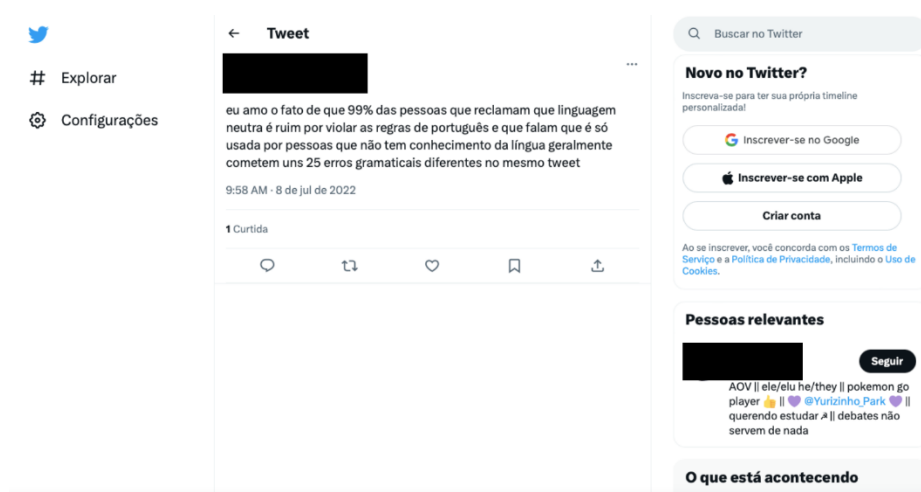 Tweet
Explorar
Configurações
eu amo o fato de que 99% das pessoas que reclamam que linguagem
neutra é ruim por violar as regras de português e que falam que é só
usada por pessoas que não tem conhecimento da língua geralmente
cometem uns 25 erros gramaticais diferentes no mesmo tweet
9:58 AM · 8 de jul de 2022
1 Curtida
Buscar no Twitter
Novo no Twitter?
Inscreva-se para ter sua própria timeline
personalizada!
Inscrever-se no Google
Inscrever-se com Apple
Criar conta
Ao se inscrever, você concorda com os Termos de
Serviço e a Política de Privacidade, incluindo o Uso de
Cookies.
Pessoas relevantes
Seguir
AOV || ele/elu he/they || pokemon go
player 👍 || 💜 @Yurizinho_Park 💜 ||
querendo estudar ☭ || debates não
servem de nada
O que está acontecendo